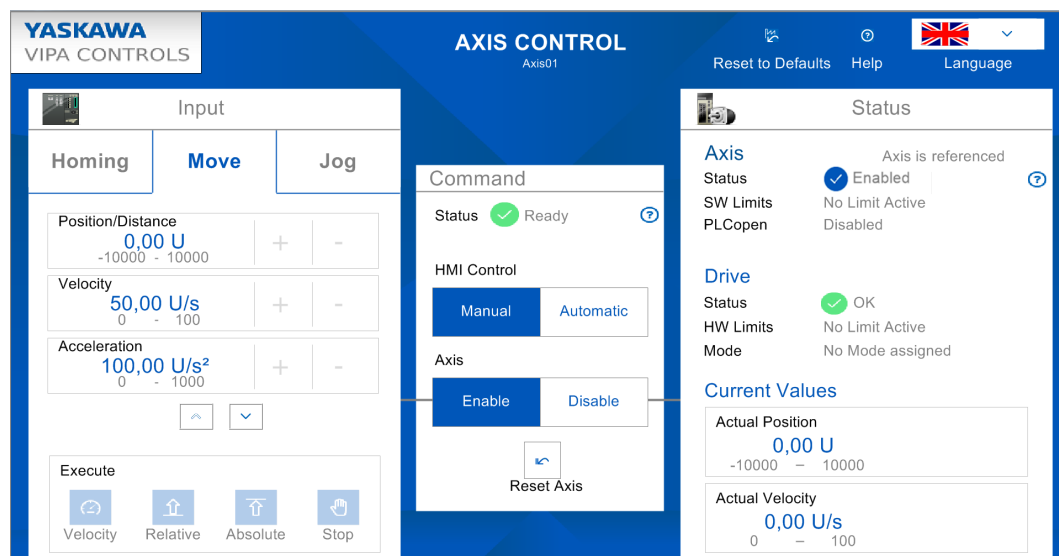 YASKAWA
VIPA CONTROLS
AXIS CONTROL
Axis01
Reset to Defaults
Help
Language
Input
Homing
Move
Jog
Position/Distance
0,00 U
-10000 - 10000
+
-
Velocity
50,00 U/s
0 - 100
+
-
Acceleration
100,00 U/s²
0 - 1000
+
-
Execute
Velocity
Relative
Absolute
Stop
Command
Status Ready ?
HMI Control
Manual
Automatic
Axis
Enable
Disable
Reset Axis
Status
Axis
Axis is referenced
Status Enabled ?
SW Limits No Limit Active
PLCopen Disabled
Drive
Status OK
HW Limits No Limit Active
Mode No Mode assigned
Current Values
Actual Position
0,00 U
-10000 – 10000
Actual Velocity
0,00 U/s
0 – 100